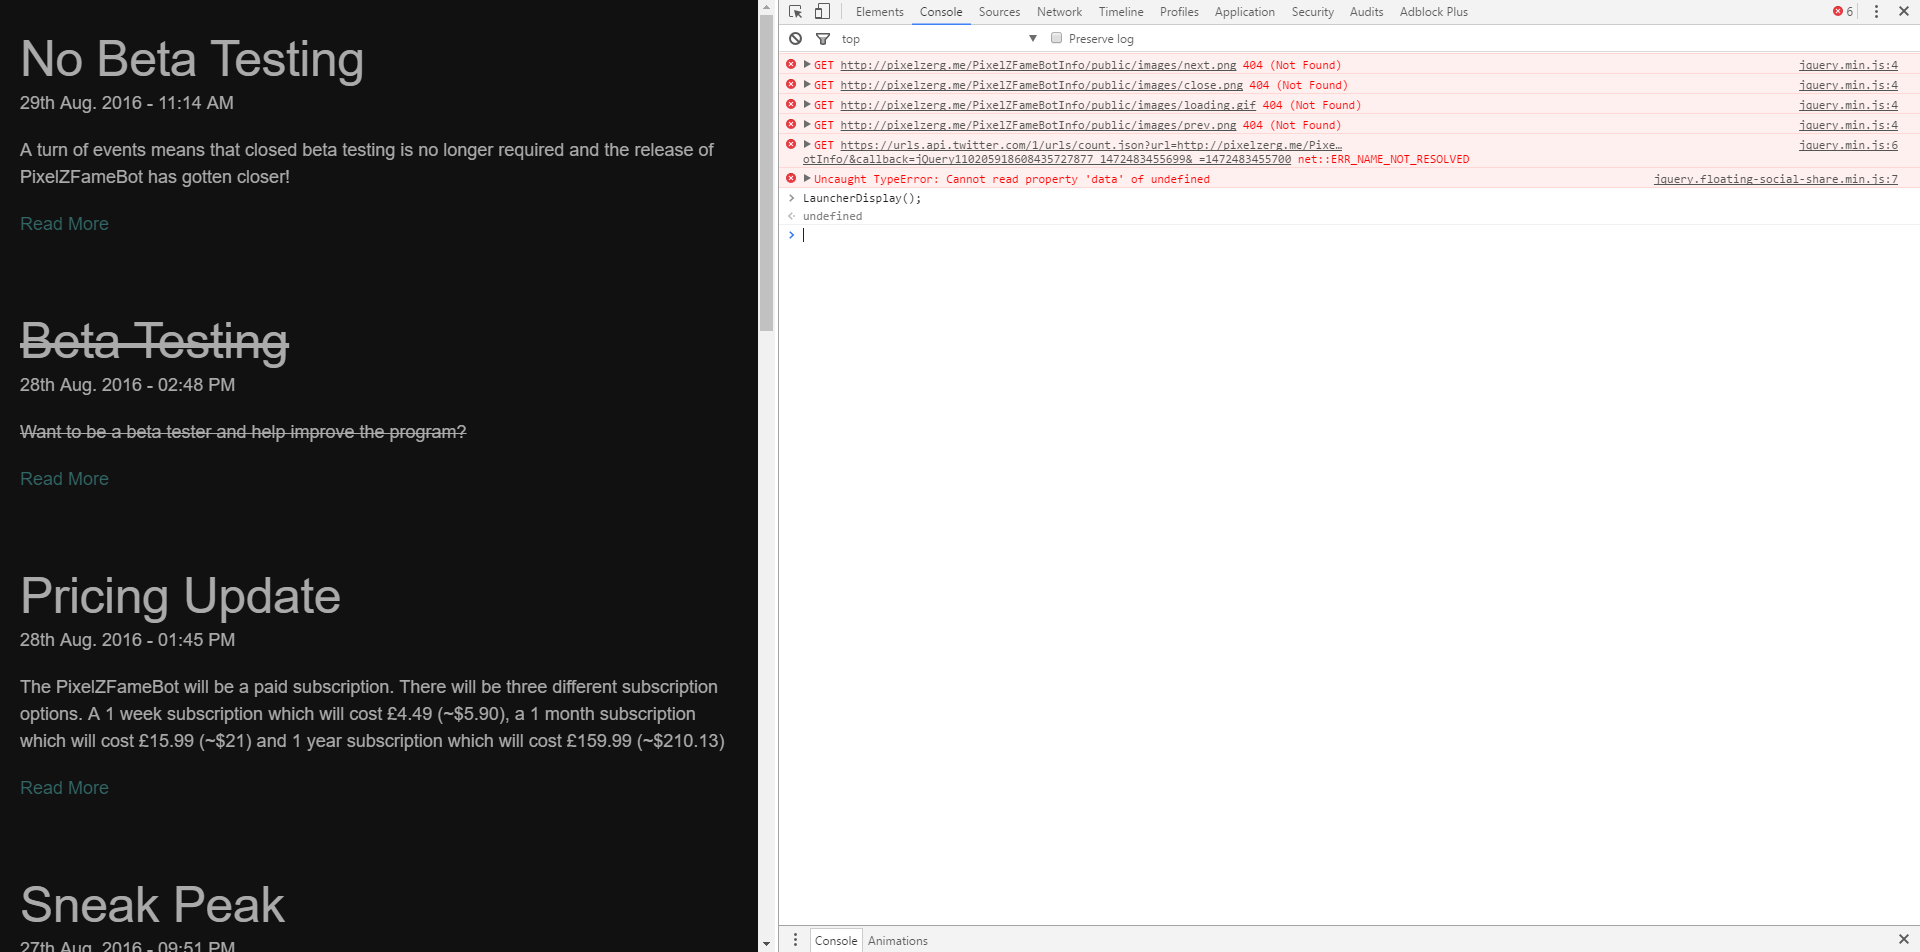 No Beta Testing
29th Aug. 2016 - 11:14 AM
A turn of events means that closed beta testing is no longer required and the release of
PixelZFameBot has gotten closer!
Read More
Beta Testing
28th Aug. 2016 - 02:48 PM
Want to be a beta tester and help improve the program?
Read More
Pricing Update
28th Aug. 2016 - 01:45 PM
The PixelZFameBot will be a paid subscription. There will be three different subscription
options. A 1 week subscription which will cost £4.49 (~$5.90), a 1 month subscription
which will cost £15.99 (~$21) and 1 year subscription which will cost £159.99 (~$210.13)
Read More
Sneak Peak
27th Aug. 2016 - 09:51 PM
Elements Console Sources Network Timeline Profiles Application Security Audits Adblock Plus 6
top Preserve log
GET http://pixelzerg.me/PixelZFameBotInfo/public/images/next.png 404 (Not Found) jquery.min.js:4
GET http://pixelzerg.me/PixelZFameBotInfo/public/images/close.png 404 (Not Found) jquery.min.js:4
GET http://pixelzerg.me/PixelZFameBotInfo/public/images/loading.gif 404 (Not Found) jquery.min.js:4
GET http://pixelzerg.me/PixelZFameBotInfo/public/images/prev.png 404 (Not Found) jquery.min.js:4
GET https://urls.api.twitter.com/1/urls/count.json?url=http://pixelzerg.me/Pixe… jquery.min.js:6
otInfo/&callback=jQuery110205918608435727877_1472483455699&_=1472483455700 net::ERR_NAME_NOT_RESOLVED
Uncaught TypeError: Cannot read property 'data' of undefined jquery.floating-social-share.min.js:7
LauncherDisplay();
undefined
Console Animations